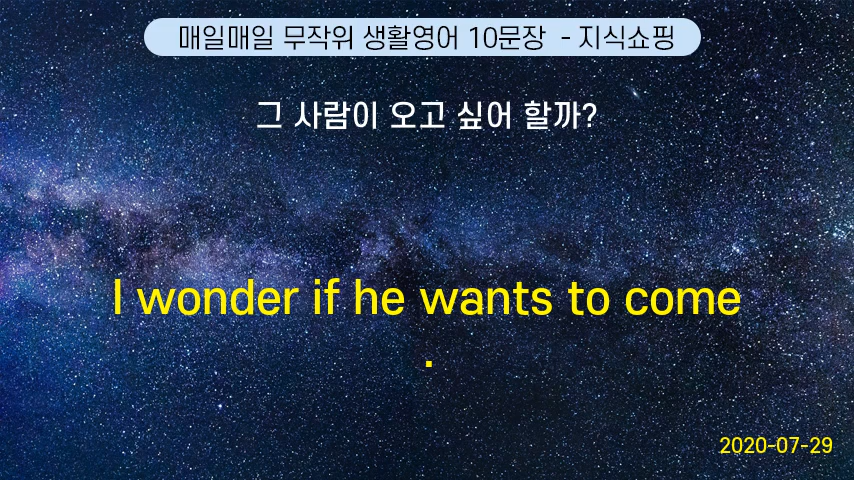 매일매일 무작위 생활영어 10문장 - 지식쇼핑
그 사람이 오고 싶어 할까?
I wonder if he wants to come
.
2020-07-29